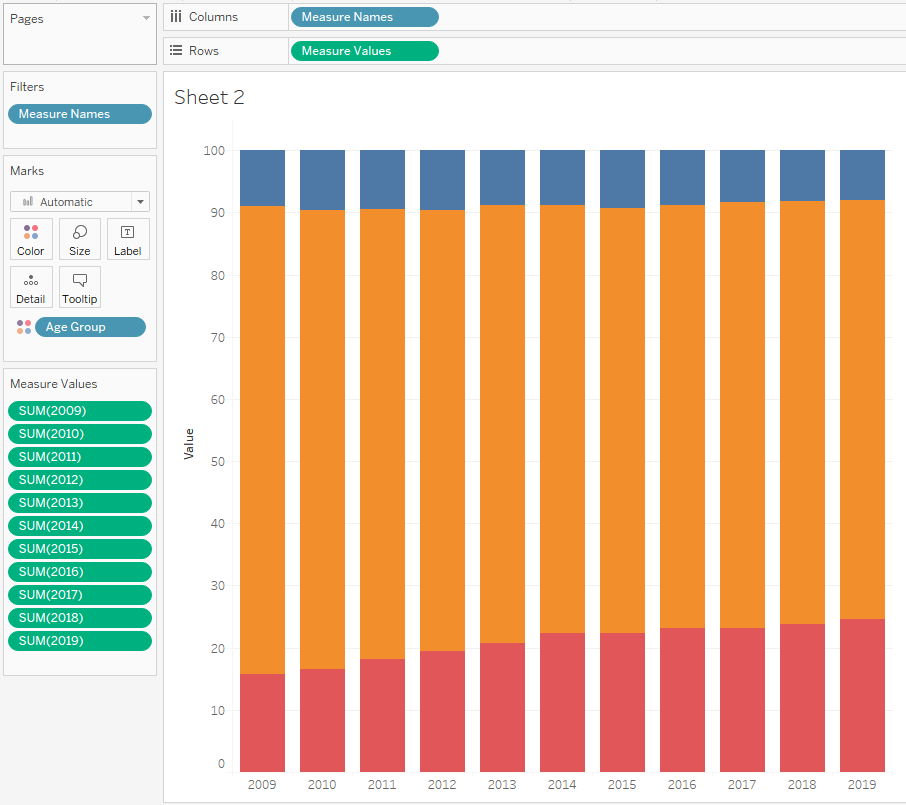 Pages
Columns
Measure Names
Rows
Measure Values
Filters
Measure Names
Marks
Automatic
Color
Size
Label
Detail
Tooltip
Age Group
Measure Values
SUM(2009)
SUM(2010)
SUM(2011)
SUM(2012)
SUM(2013)
SUM(2014)
SUM(2015)
SUM(2016)
SUM(2017)
SUM(2018)
SUM(2019)
Sheet 2
100
90
80
70
60
50
40
30
20
10
0
Value
2009 2010 2011 2012 2013 2014 2015 2016 2017 2018 2019